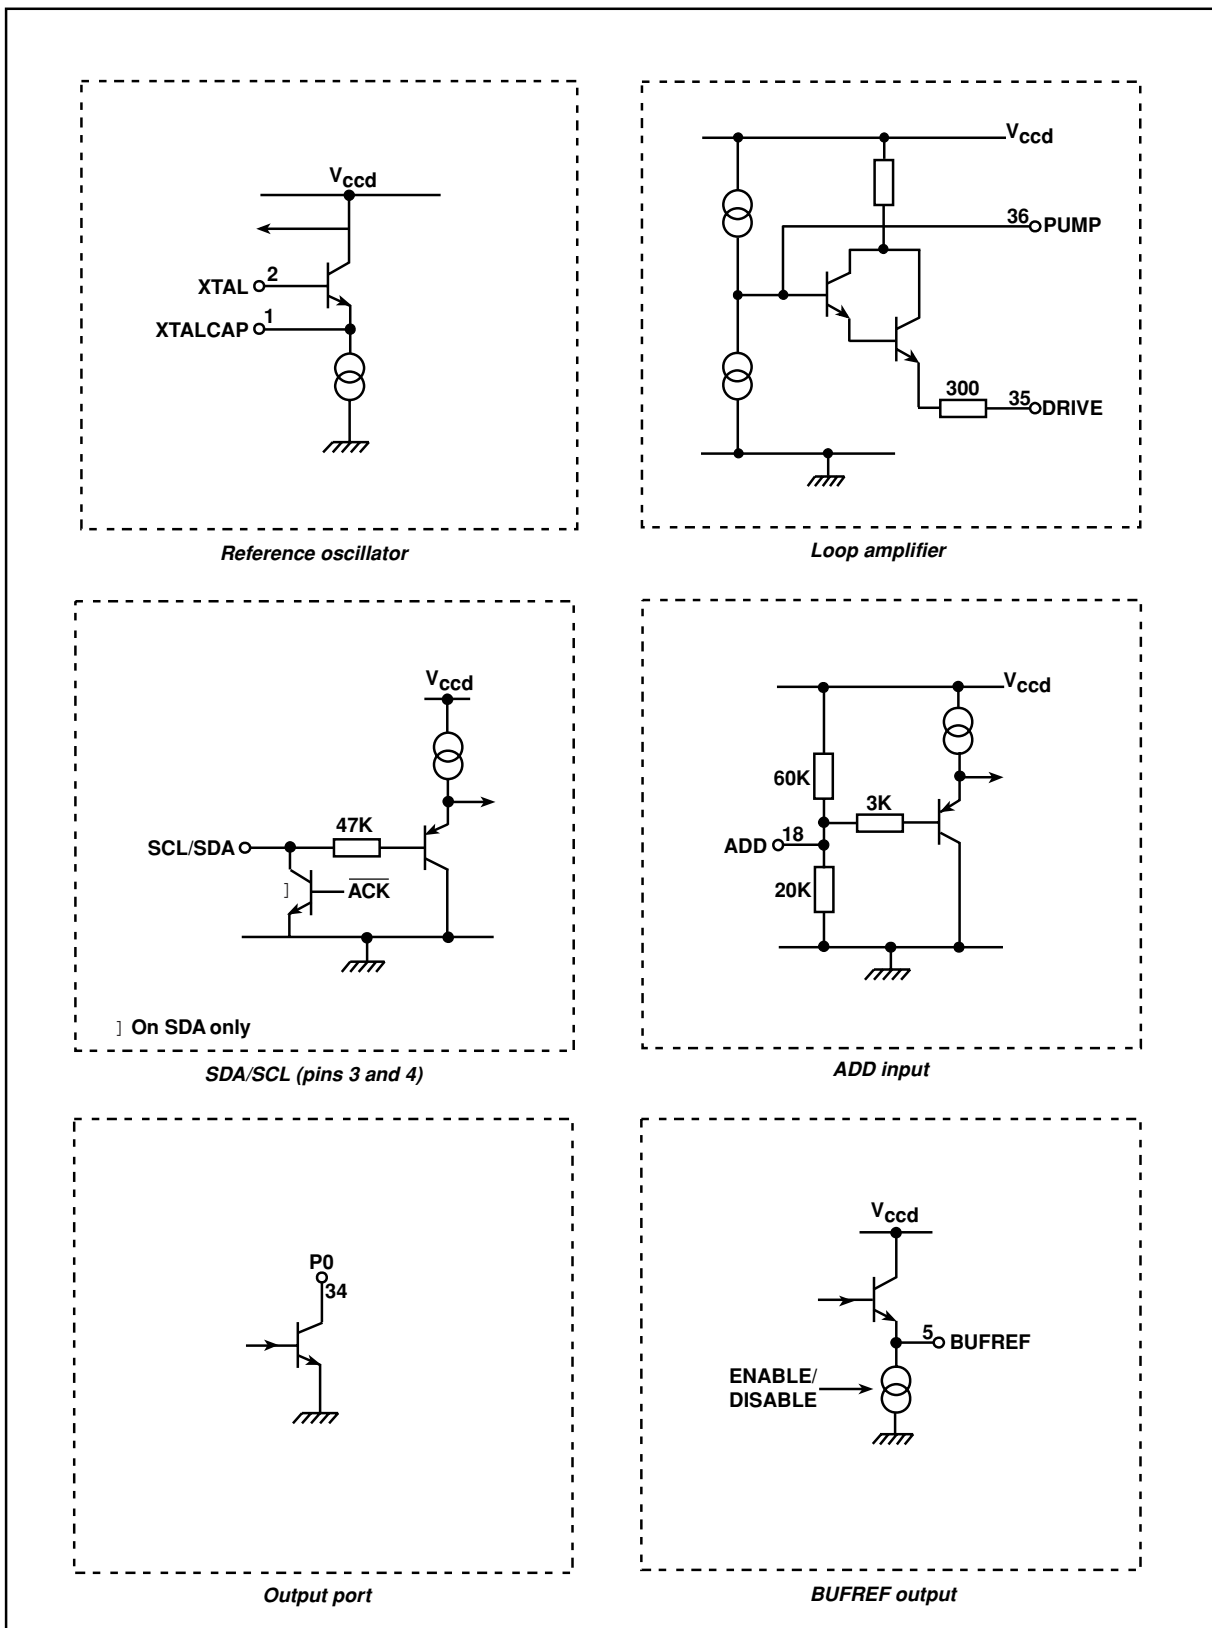 Vccd
2
XTAL
1
XTALCAP
Reference oscillator
Vccd
36
PUMP
300
35
DRIVE
Loop amplifier
Vccd
47K
SCL/SDA
]
ACK
] On SDA only
SDA/SCL (pins 3 and 4)
Vccd
60K
3K
18
ADD
20K
ADD input
P0
34
Output port
Vccd
5
BUFREF
ENABLE/
DISABLE
BUFREF output